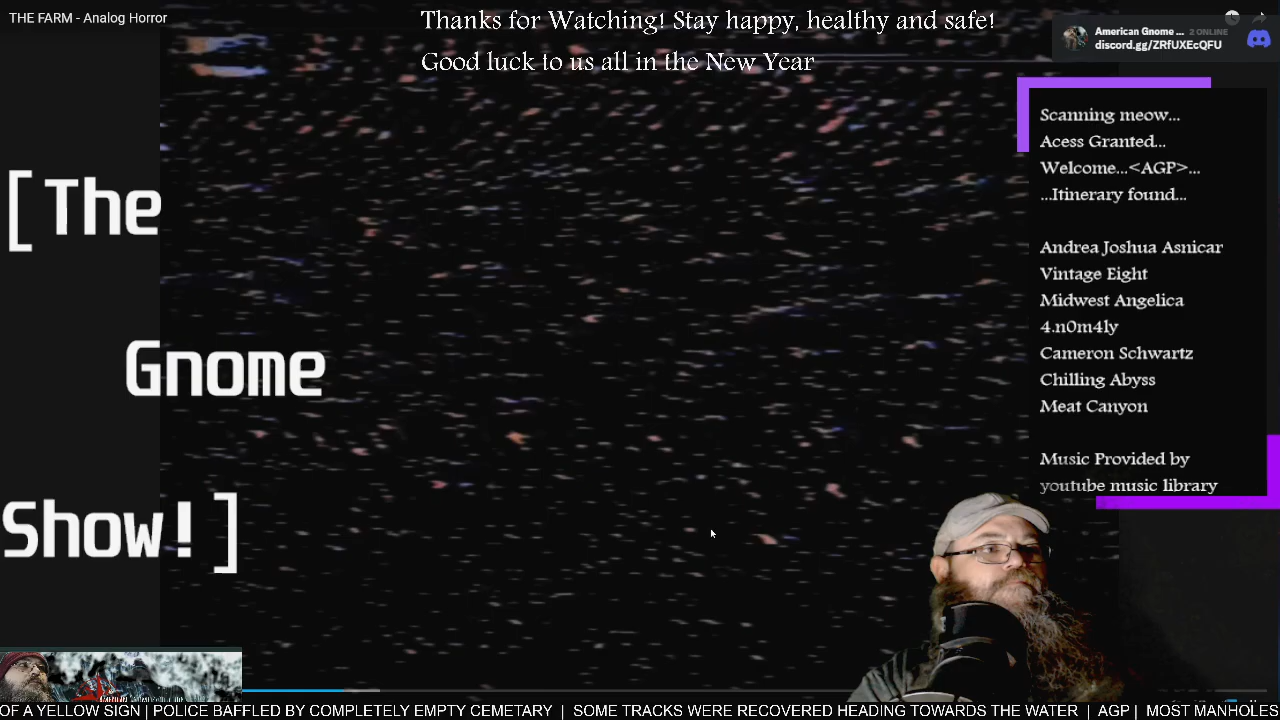 THE FARM - Analog Horror
Thanks for Watching! Stay happy, healthy and safe!
Good luck to us all in the New Year
American Gnome ... 2 ONLINE
discord.gg/ZRfUXEcQFU
[The
Gnome
Show!]
Scanning meow...
Acess Granted...
Welcome...<AGP>...
...Itinerary found...
Andrea Joshua Asnicar
Vintage Eight
Midwest Angelica
4.n0m4ly
Cameron Schwartz
Chilling Abyss
Meat Canyon
Music Provided by
youtube music library
OF A YELLOW SIGN | POLICE BAFFLED BY COMPLETELY EMPTY CEMETARY | SOME TRACKS WERE RECOVERED HEADING TOWARDS THE WATER | AGP | MOST MANHOLES